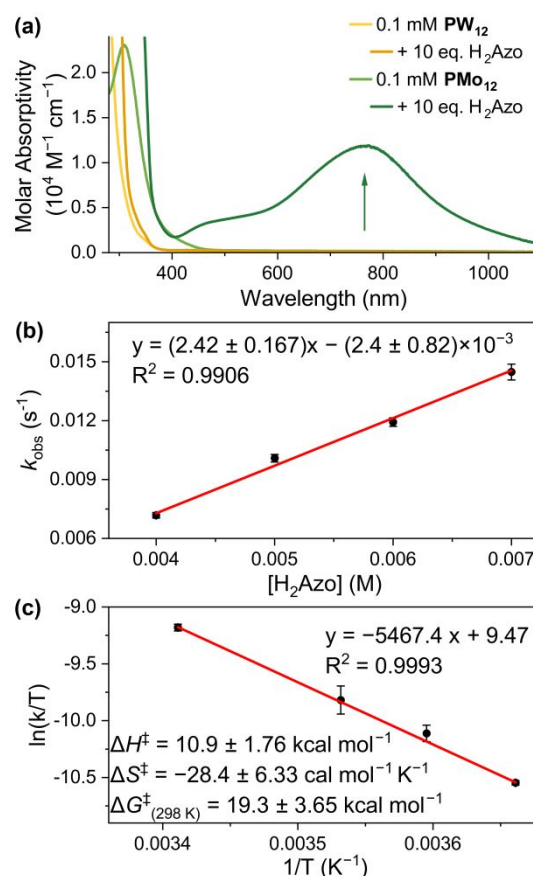 (a)
0.1 mM PW₁₂
+ 10 eq. H₂Azo
0.1 mM PMo₁₂
+ 10 eq. H₂Azo
Molar Absorptivity
(10⁴ M⁻¹ cm⁻¹)
2.0
1.5
1.0
0.5
0.0
400 600 800 1000
Wavelength (nm)
(b)
y = (2.42 ± 0.167)x − (2.4 ± 0.82)×10⁻³
R² = 0.9906
k_obs (s⁻¹)
0.015
0.012
0.009
0.006
0.004 0.005 0.006 0.007
[H₂Azo] (M)
(c)
y = −5467.4 x + 9.47
R² = 0.9993
ln(k/T)
-9.0
-9.5
-10.0
-10.5
ΔH‡ = 10.9 ± 1.76 kcal mol⁻¹
ΔS‡ = −28.4 ± 6.33 cal mol⁻¹ K⁻¹
ΔG‡(298 K) = 19.3 ± 3.65 kcal mol⁻¹
0.0034 0.0035 0.0036
1/T (K⁻¹)